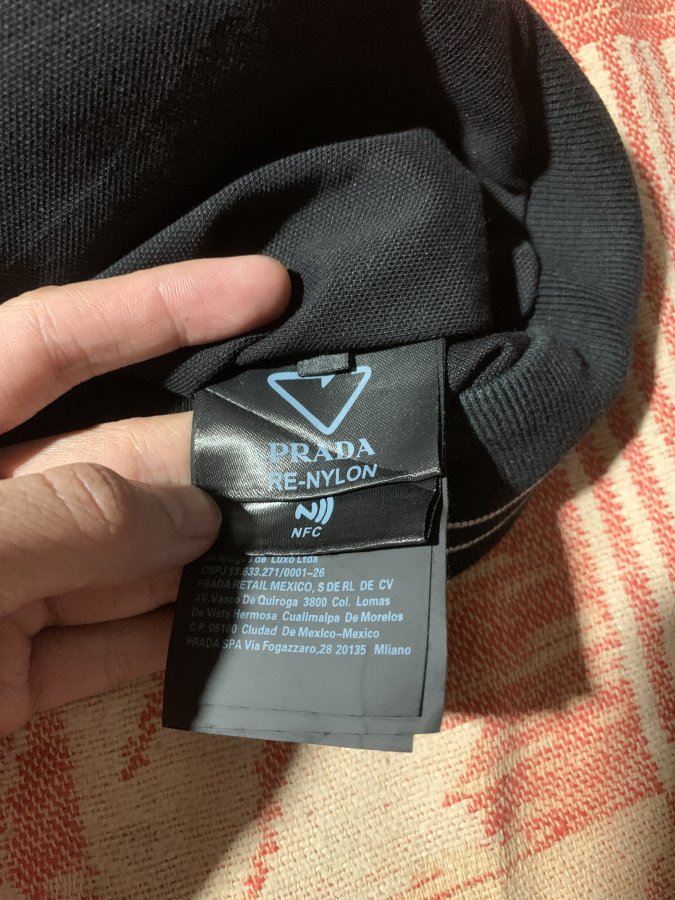 PRADA
RE-NYLON
NFC
de Luxo Ltda
CNPJ 13.633.271/0001-26
PRADA RETAIL MEXICO, S DE RL DE CV
AV.Vasco De Quiroga 3800 Col. Lomas
De Vista Hermosa Cuallmalpa De Morelos
C.P 05100 Ciudad De Mexico-Mexico
PRADA SPA Via Fogazzaro,28 20135 Mliano